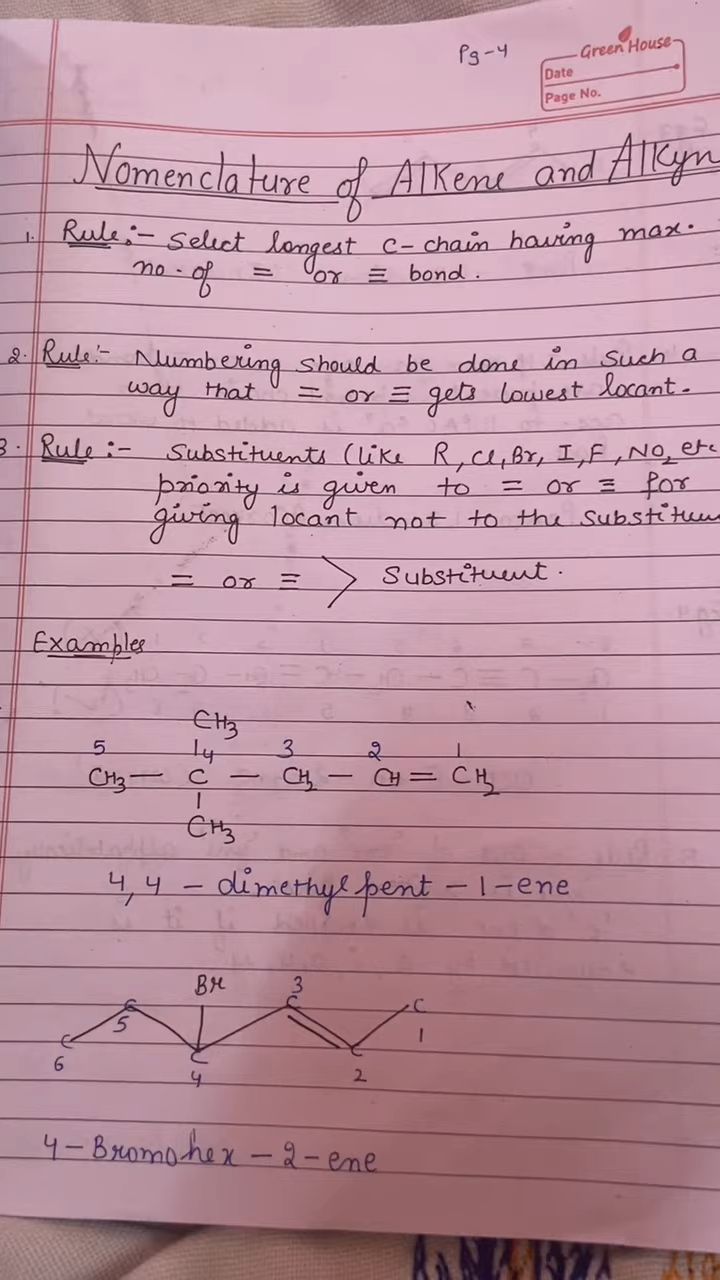 Pg-4
Green House
Date
Page No.
Nomenclature of Alkene and Alkyn
1. Rule:- Select longest c-chain having max.
no. of = or ≡ bond.
2. Rule:- Numbering should be done in such a
way that = or ≡ gets lowest locant.
3. Rule:- Substituents (like R, Cl, Br, I, F, NO2, etc
priority is given to = or ≡ for
giving locant not to the substituen
= or ≡ > Substituent.
Examples
CH3
5 14 3 2 1
CH3 — C — CH2 — CH = CH2
CH3
4,4 - dimethyl pent - 1-ene
Br 3
C C C
C 5 1
6 C C
4 2
4-Bromohex-2-ene